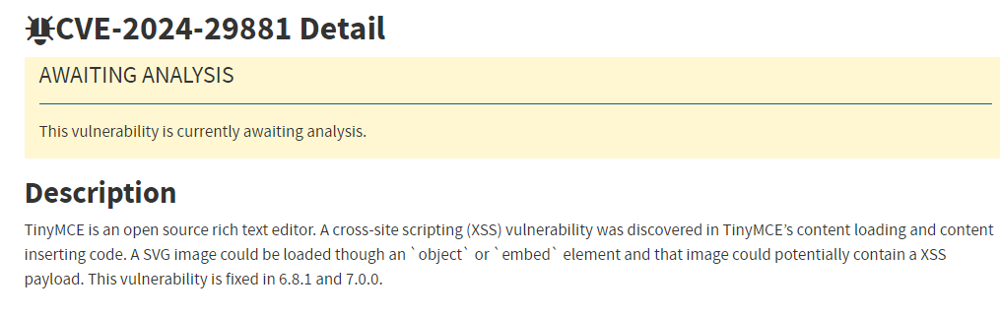 CVE-2024-29881 Detail
AWAITING ANALYSIS
This vulnerability is currently awaiting analysis.
Description
TinyMCE is an open source rich text editor. A cross-site scripting (XSS) vulnerability was discovered in TinyMCE’s content loading and content
inserting code. A SVG image could be loaded though an `object` or `embed` element and that image could potentially contain a XSS
payload. This vulnerability is fixed in 6.8.1 and 7.0.0.